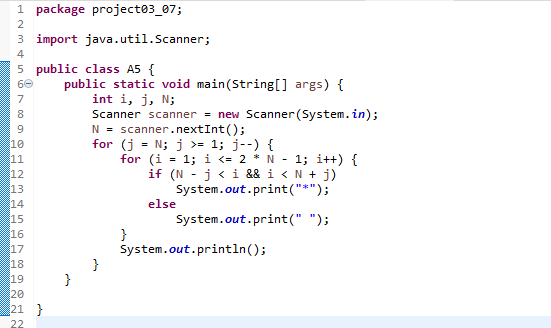 1 package project03_07;
2
3 import java.util.Scanner;
4
5 public class A5 {
6     public static void main(String[] args) {
7         int i, j, N;
8         Scanner scanner = new Scanner(System.in);
9         N = scanner.nextInt();
10         for (j = N; j >= 1; j--) {
11             for (i = 1; i <= 2 * N - 1; i++) {
12                 if (N - j < i && i < N + j)
13                     System.out.print("*");
14                 else
15                     System.out.print(" ");
16             }
17             System.out.println();
18         }
19     }
20
21 }
22